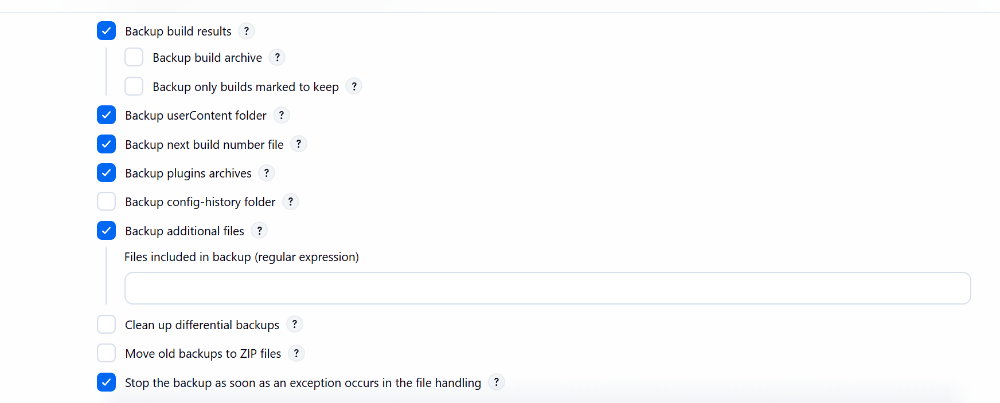 Backup build results ?
Backup build archive ?
Backup only builds marked to keep ?
Backup userContent folder ?
Backup next build number file ?
Backup plugins archives ?
Backup config-history folder ?
Backup additional files ?
Files included in backup (regular expression)
Clean up differential backups ?
Move old backups to ZIP files ?
Stop the backup as soon as an exception occurs in the file handling ?